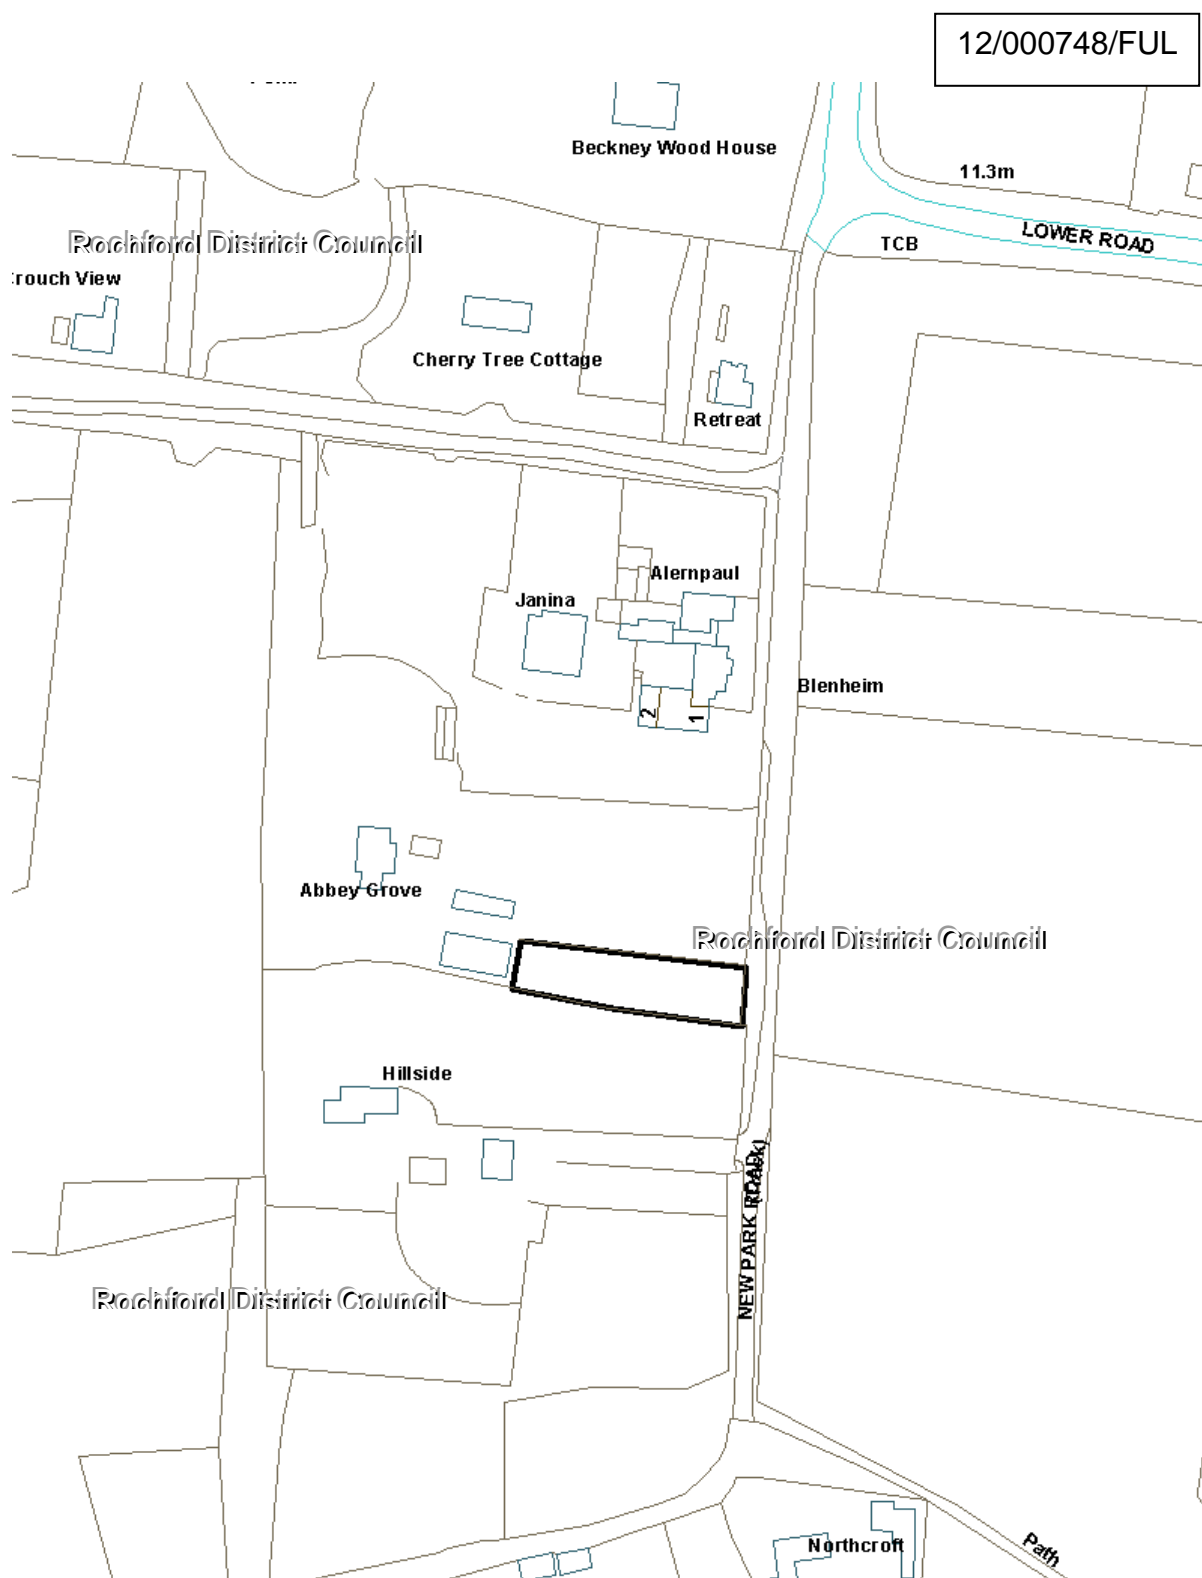 12/000748/FUL
Beckney Wood House
11.3m
LOWER ROAD
TCB
Rochford District Council
Crouch View
Cherry Tree Cottage
Retreat
Alernpaul
Janina
Blenheim
2
1
Abbey Grove
Rochford District Council
Hillside
NEW PARK ROAD
(Track)
Rochford District Council
Northcroft
Path